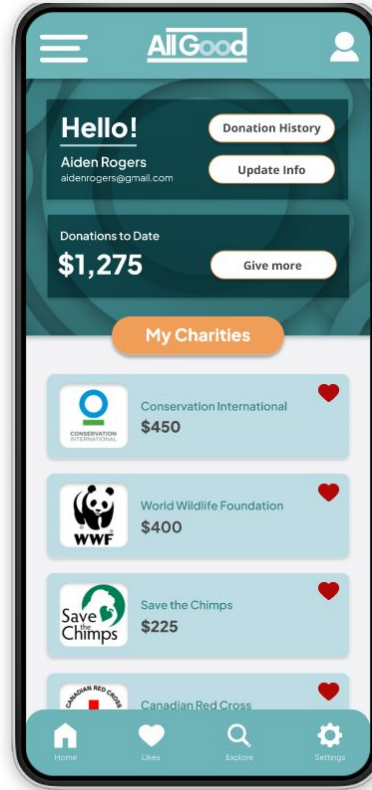 AllGood
Hello!
Donation History
Aiden Rogers
aidenrogers@gmail.com
Update Info
Donations to Date
$1,275
Give more
My Charities
CONSERVATION
INTERNATIONAL
Conservation International
$450
WWF
World Wildlife Foundation
$400
Save
the
Chimps
Save the Chimps
$225
CANADIAN RED CROSS
Canadian Red Cross
Home
Likes
Explore
Settings